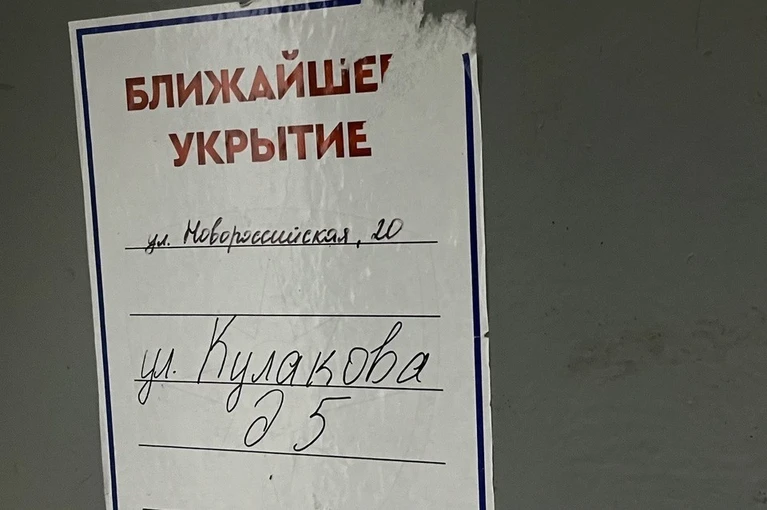 БЛИЖАЙШЕЕ
УКРЫТИЕ
ул. Новороссийская, 20
ул. Кулакова
д 5